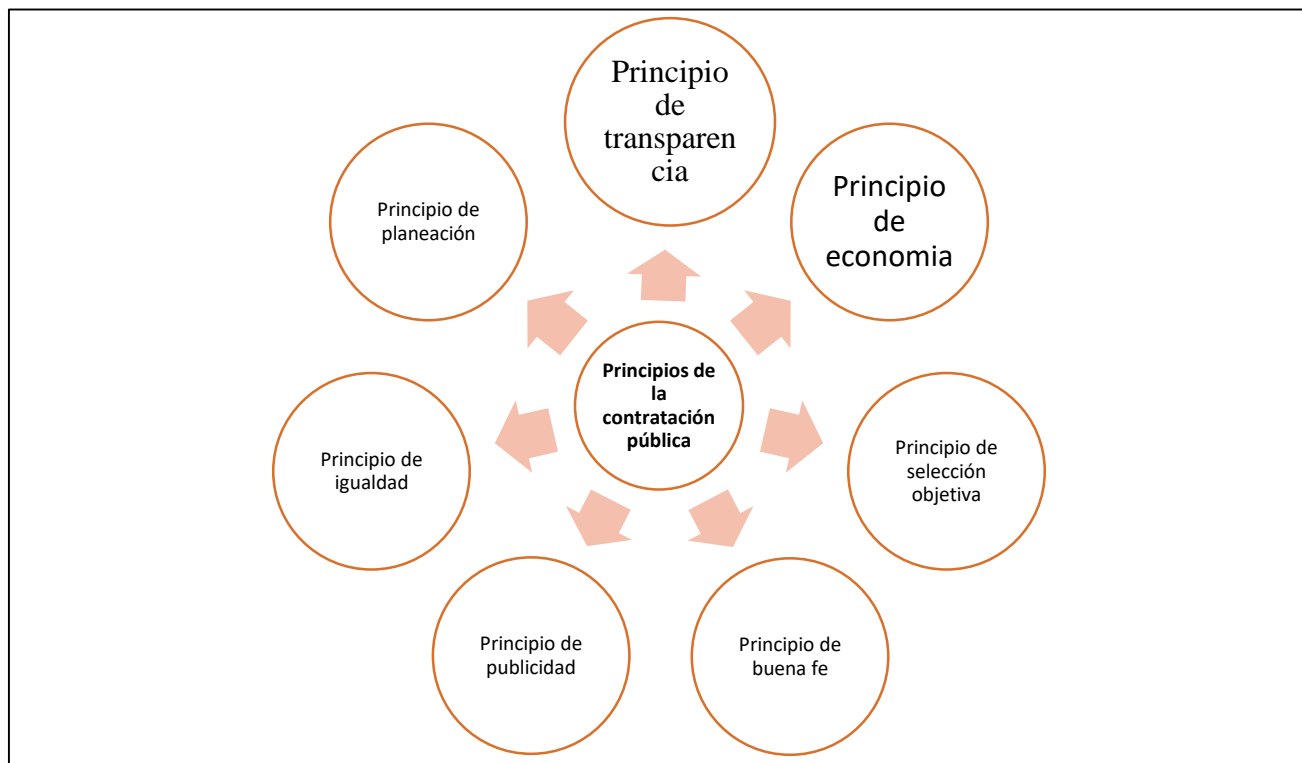 Principio
de
transparen
cia
Principio
de
economia
Principio de
selección
objetiva
Principio de
buena fe
Principio de
publicidad
Principio de
igualdad
Principio de
planeación
Principios de
la
contratación
pública